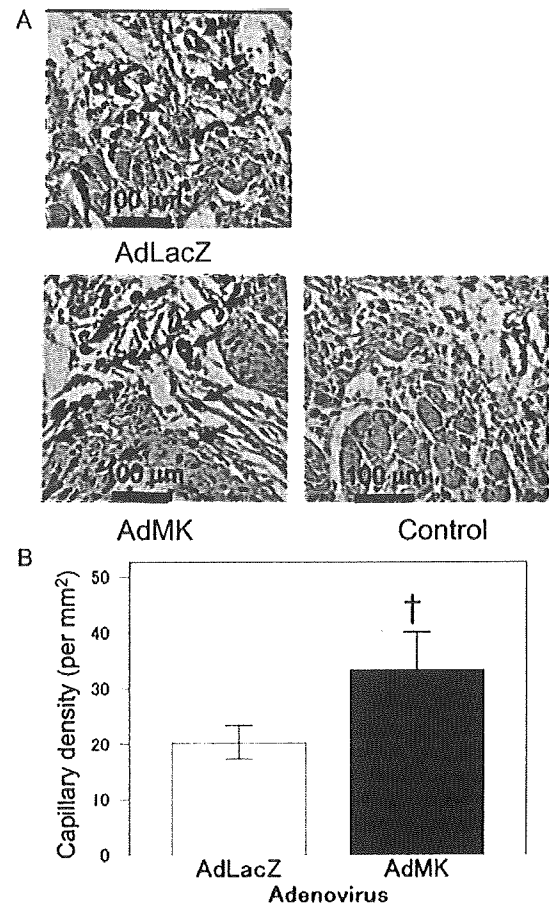 A
100 µm
AdLacZ
100 µm
100 µm
AdMK
Control
B
Capillary density (per mm²)
50
40
30
20
10
0
†
AdLacZ
AdMK
Adenovirus